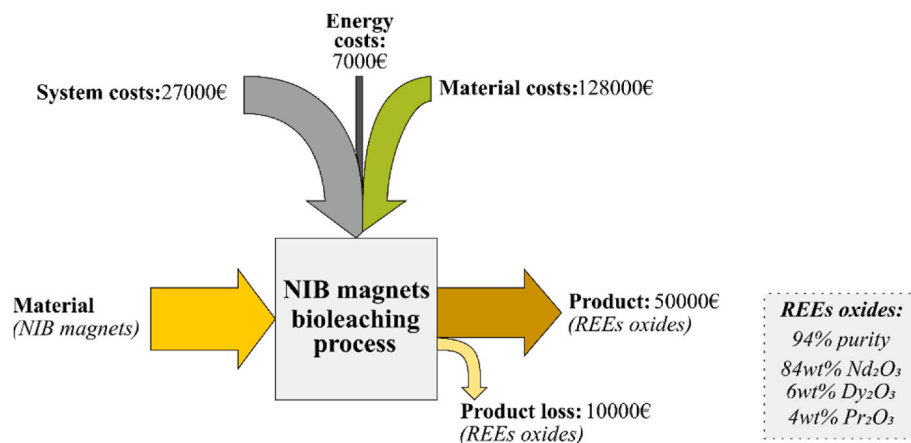 Energy
costs:
7000€
System costs:27000€
Material costs:128000€
NIB magnets
bioleaching
process
Material
(NIB magnets)
Product: 50000€
(REEs oxides)
Product loss: 10000€
(REEs oxides)
REEs oxides:
94% purity
84wt% Nd₂O₃
6wt% Dy₂O₃
4wt% Pr₂O₃